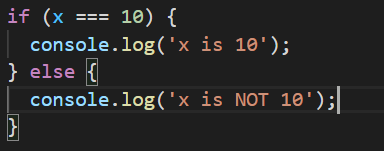 if (x === 10) {
  console.log('x is 10');
} else {
  console.log('x is NOT 10');
}